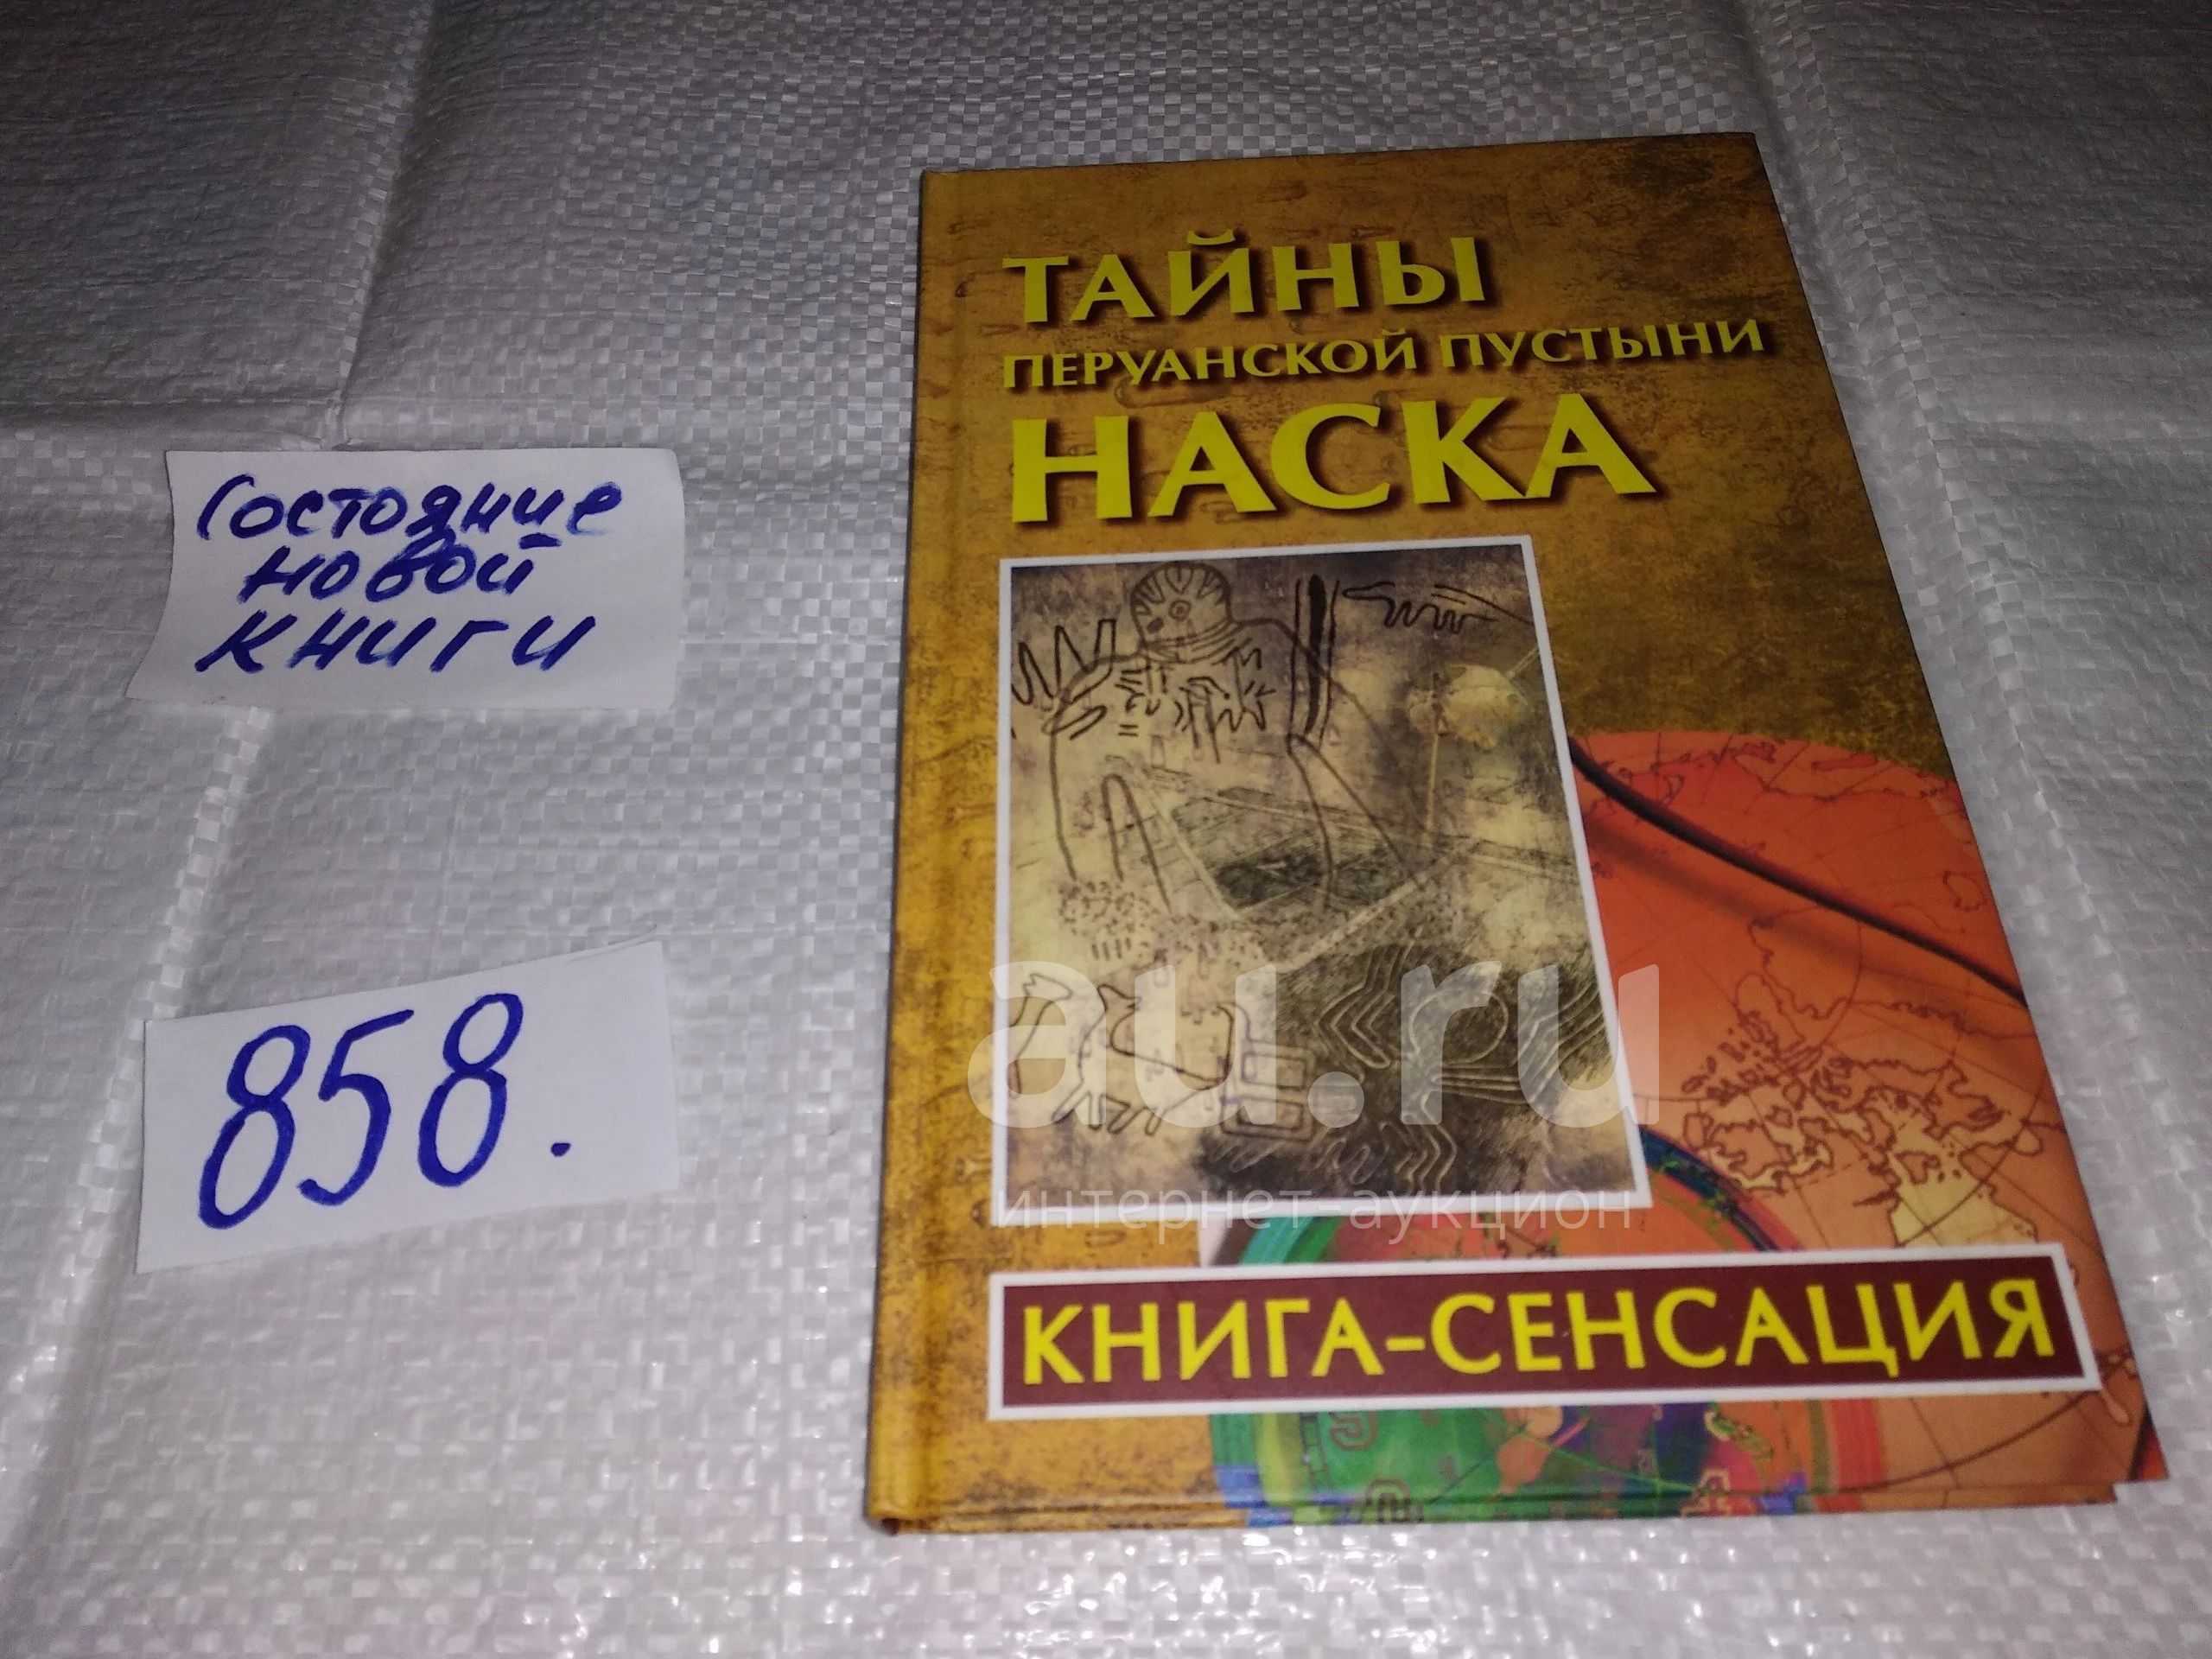 Состояние
новой
книги
858.
ТАЙНЫ
ПЕРУАНСКОЙ ПУСТЫНИ
НАСКА
au.ru
интернет-аукцион
КНИГА-СЕНСАЦИЯ